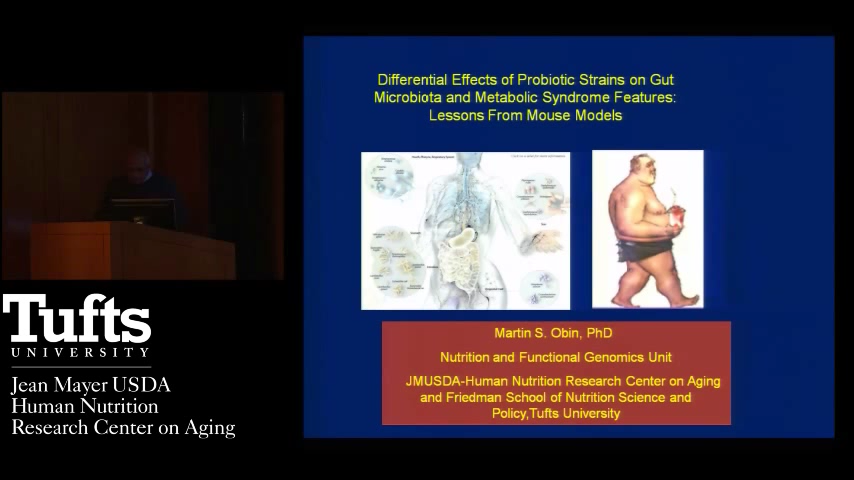 Differential Effects of Probiotic Strains on Gut
Microbiota and Metabolic Syndrome Features:
Lessons From Mouse Models
Martin S. Obin, PhD
Nutrition and Functional Genomics Unit
JMUSDA-Human Nutrition Research Center on Aging
and Friedman School of Nutrition Science and
Policy,Tufts University
Tufts
UNIVERSITY
Jean Mayer USDA
Human Nutrition
Research Center on Aging